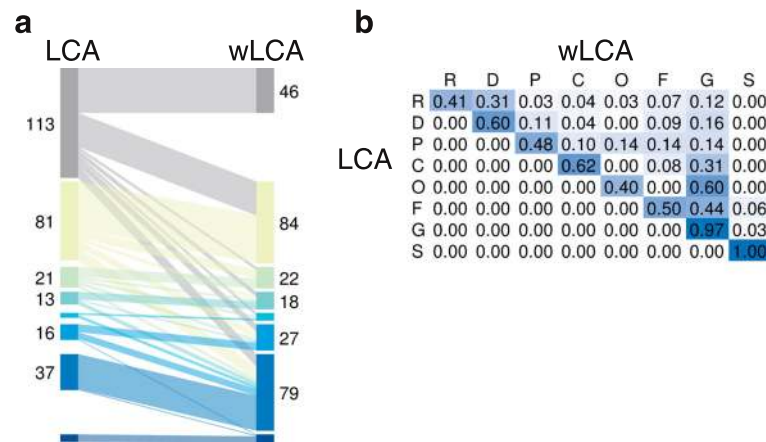 a
LCA wLCA
113
81
21
13
16
37
46
84
22
18
27
79
b
wLCA
R D P C O F G S
LCA
R 0.41 0.31 0.03 0.04 0.03 0.07 0.12 0.00
D 0.00 0.60 0.11 0.04 0.00 0.09 0.16 0.00
P 0.00 0.00 0.48 0.10 0.14 0.14 0.14 0.00
C 0.00 0.00 0.00 0.62 0.00 0.08 0.31 0.00
O 0.00 0.00 0.00 0.00 0.40 0.00 0.60 0.00
F 0.00 0.00 0.00 0.00 0.00 0.50 0.44 0.06
G 0.00 0.00 0.00 0.00 0.00 0.00 0.97 0.03
S 0.00 0.00 0.00 0.00 0.00 0.00 0.00 1.00